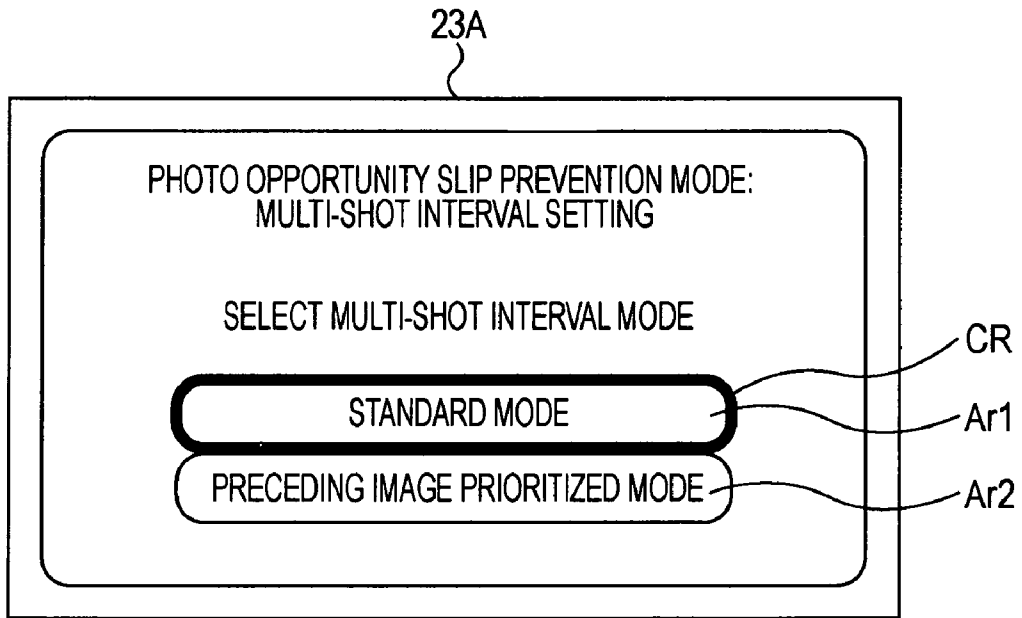 23A
PHOTO OPPORTUNITY SLIP PREVENTION MODE:
MULTI-SHOT INTERVAL SETTING
SELECT MULTI-SHOT INTERVAL MODE
CR
STANDARD MODE
Ar1
PRECEDING IMAGE PRIORITIZED MODE
Ar2